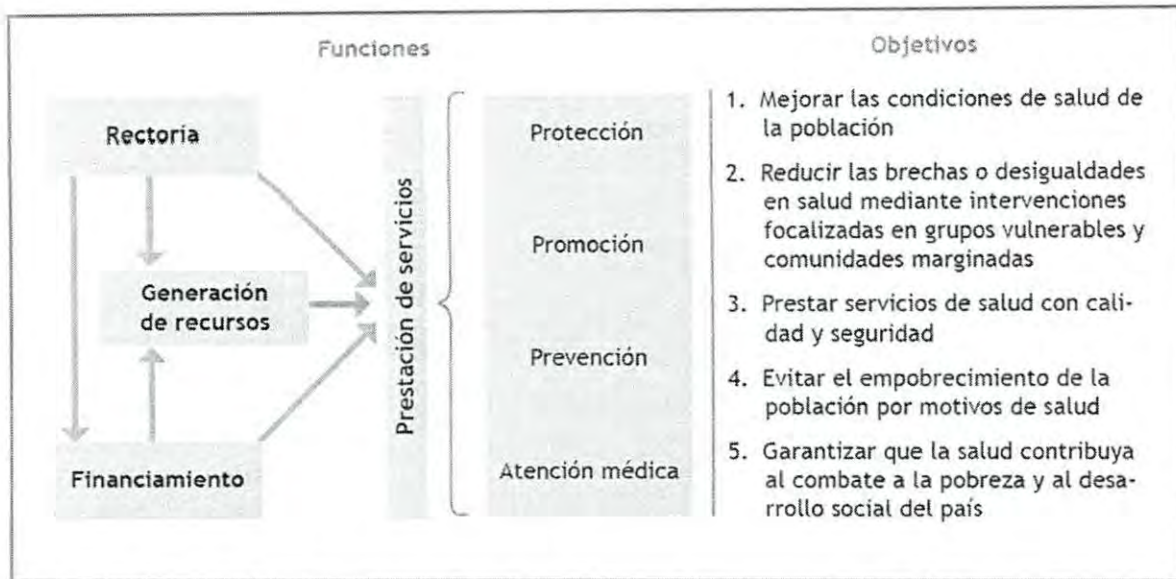 Funciones
Objetivos
Rectoría
Generación
de recursos
Financiamiento
Prestación de servicios
Protección
Promoción
Prevención
Atención médica
1. Mejorar las condiciones de salud de
la población
2. Reducir las brechas o desigualdades
en salud mediante intervenciones
focalizadas en grupos vulnerables y
comunidades marginadas
3. Prestar servicios de salud con cali-
dad y seguridad
4. Evitar el empobrecimiento de la
población por motivos de salud
5. Garantizar que la salud contribuya
al combate a la pobreza y al desa-
rrollo social del país